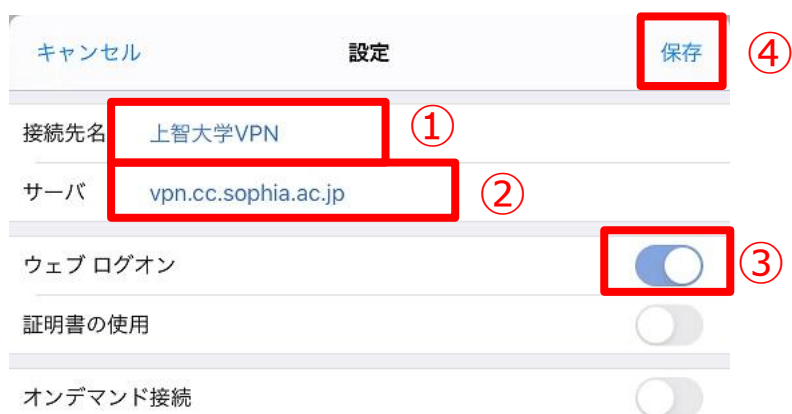 キャンセル 設定 保存 ④
接続先名 上智大学VPN ①
サーバ vpn.cc.sophia.ac.jp ②
ウェブ ログオン ③
証明書の使用
オンデマンド接続